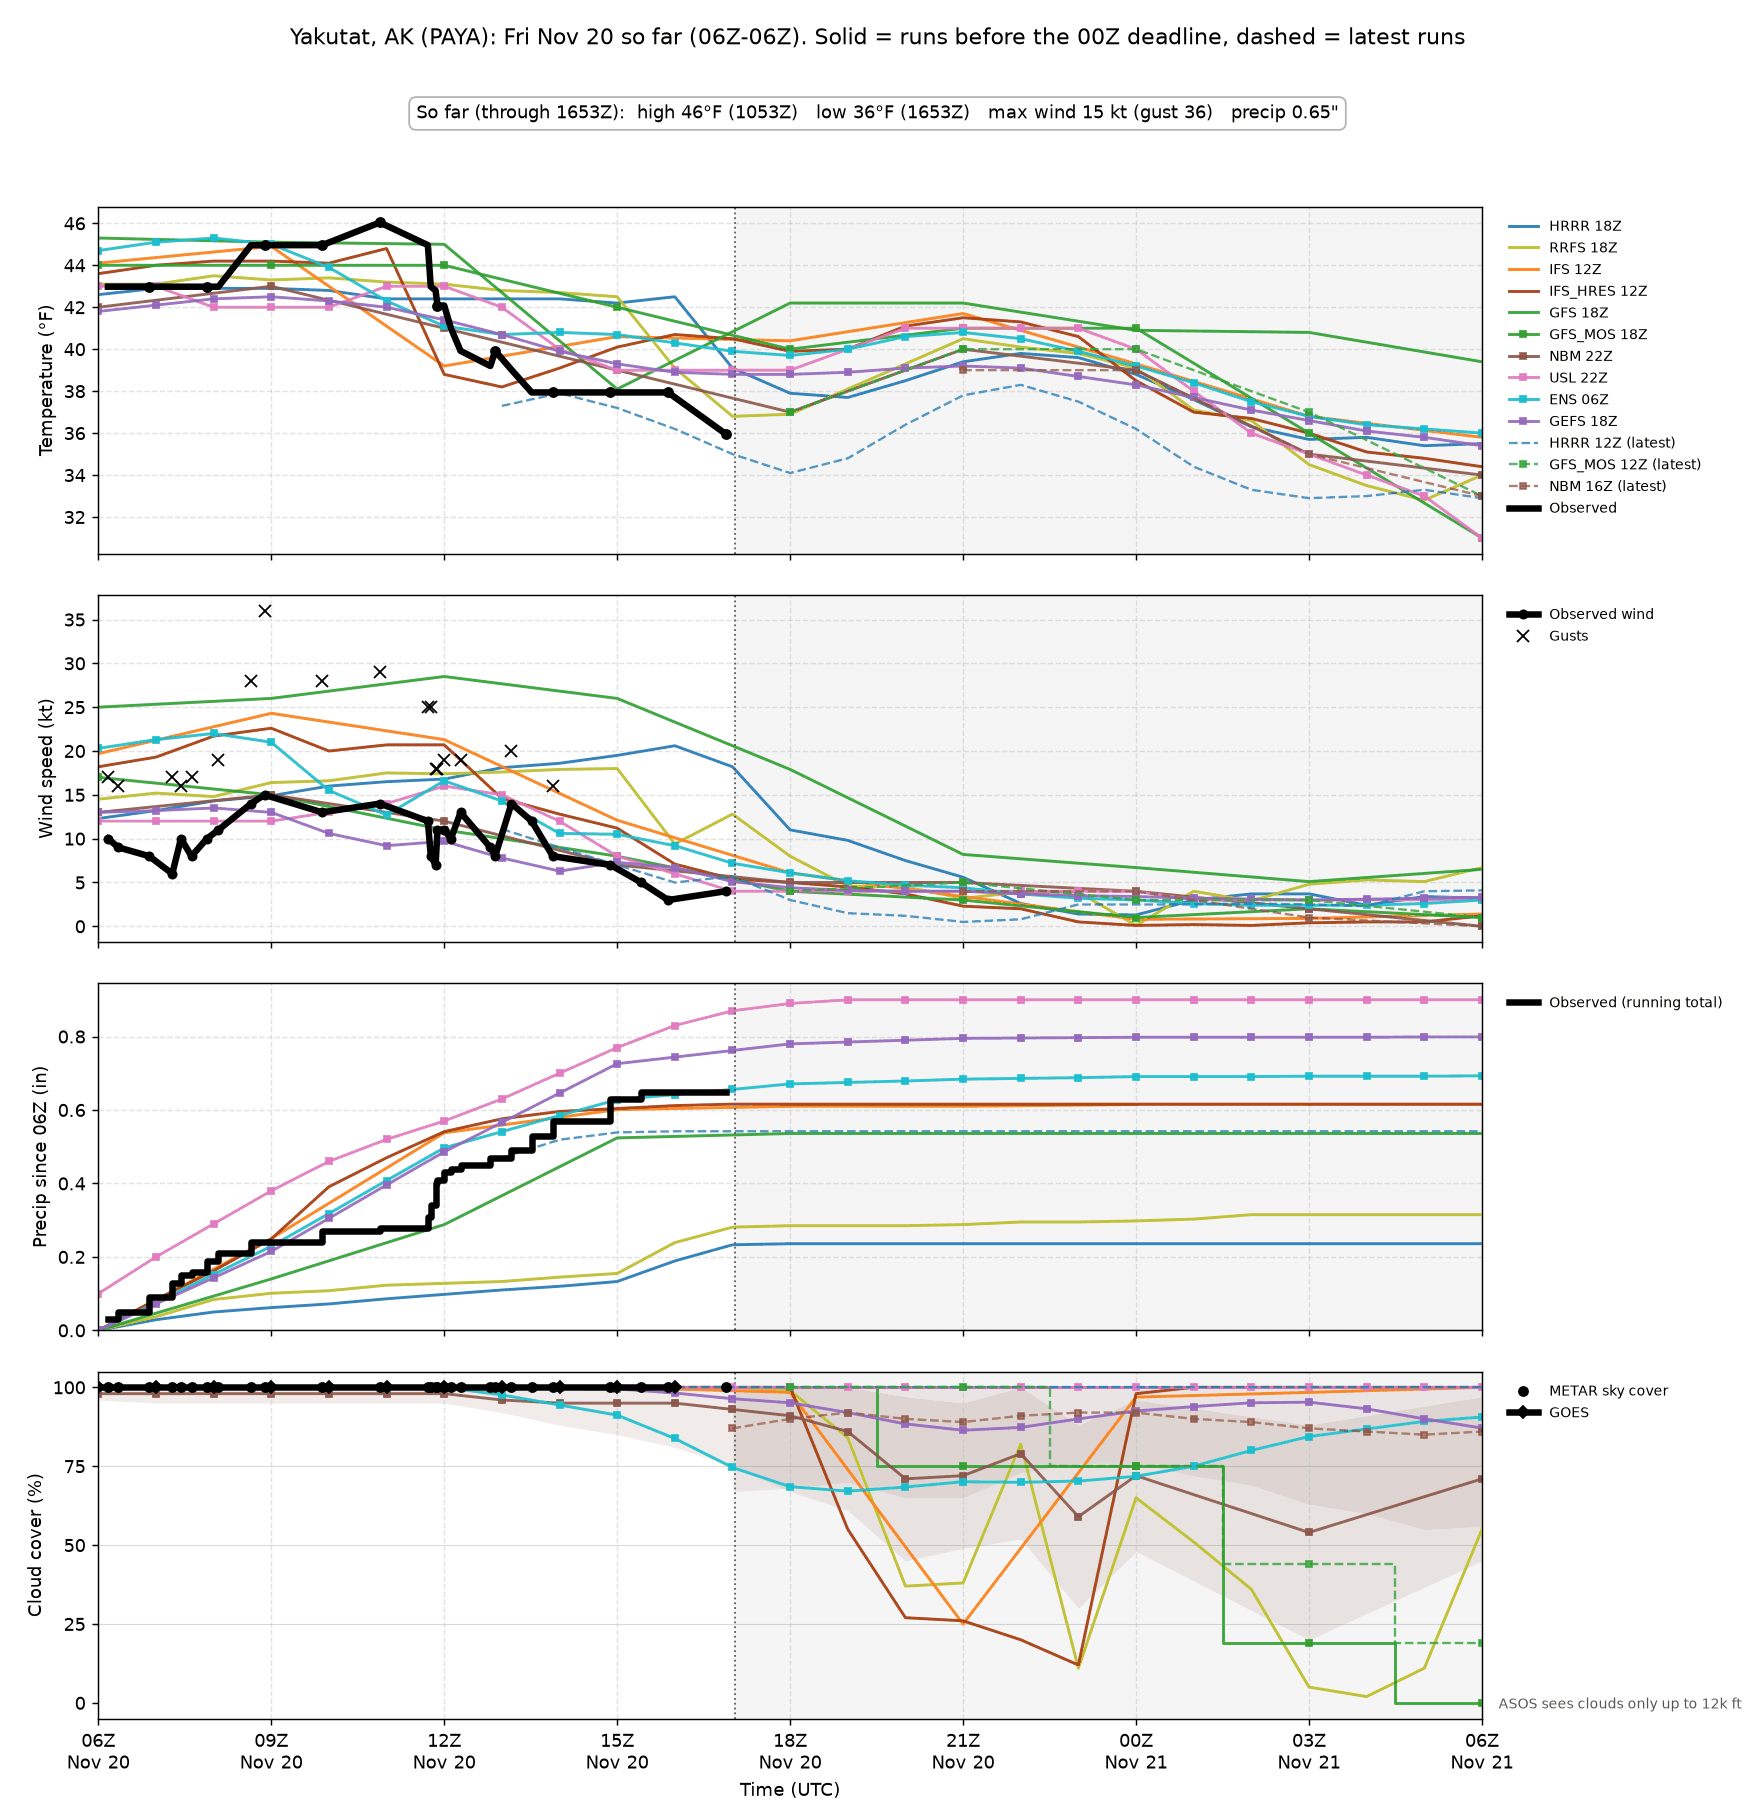 Yakutat, AK (PAYA): Fri Nov 20 so far (06Z-06Z). Solid = runs before the 00Z deadline, dashed = latest runs
So far (through 1653Z):  high 46°F (1053Z)   low 36°F (1653Z)   max wind 15 kt (gust 36)   precip 0.65"
Temperature (°F)
46
44
42
40
38
36
34
32
HRRR 18Z
RRFS 18Z
IFS 12Z
IFS_HRES 12Z
GFS 18Z
GFS_MOS 18Z
NBM 22Z
USL 22Z
ENS 06Z
GEFS 18Z
HRRR 12Z (latest)
GFS_MOS 12Z (latest)
NBM 16Z (latest)
Observed
Wind speed (kt)
35
30
25
20
15
10
5
0
Observed wind
Gusts
Precip since 06Z (in)
0.8
0.6
0.4
0.2
0.0
Observed (running total)
Cloud cover (%)
100
75
50
25
0
METAR sky cover
GOES
ASOS sees clouds only up to 12k ft
06Z
Nov 20
09Z
Nov 20
12Z
Nov 20
15Z
Nov 20
18Z
Nov 20
21Z
Nov 20
00Z
Nov 21
03Z
Nov 21
06Z
Nov 21
Time (UTC)